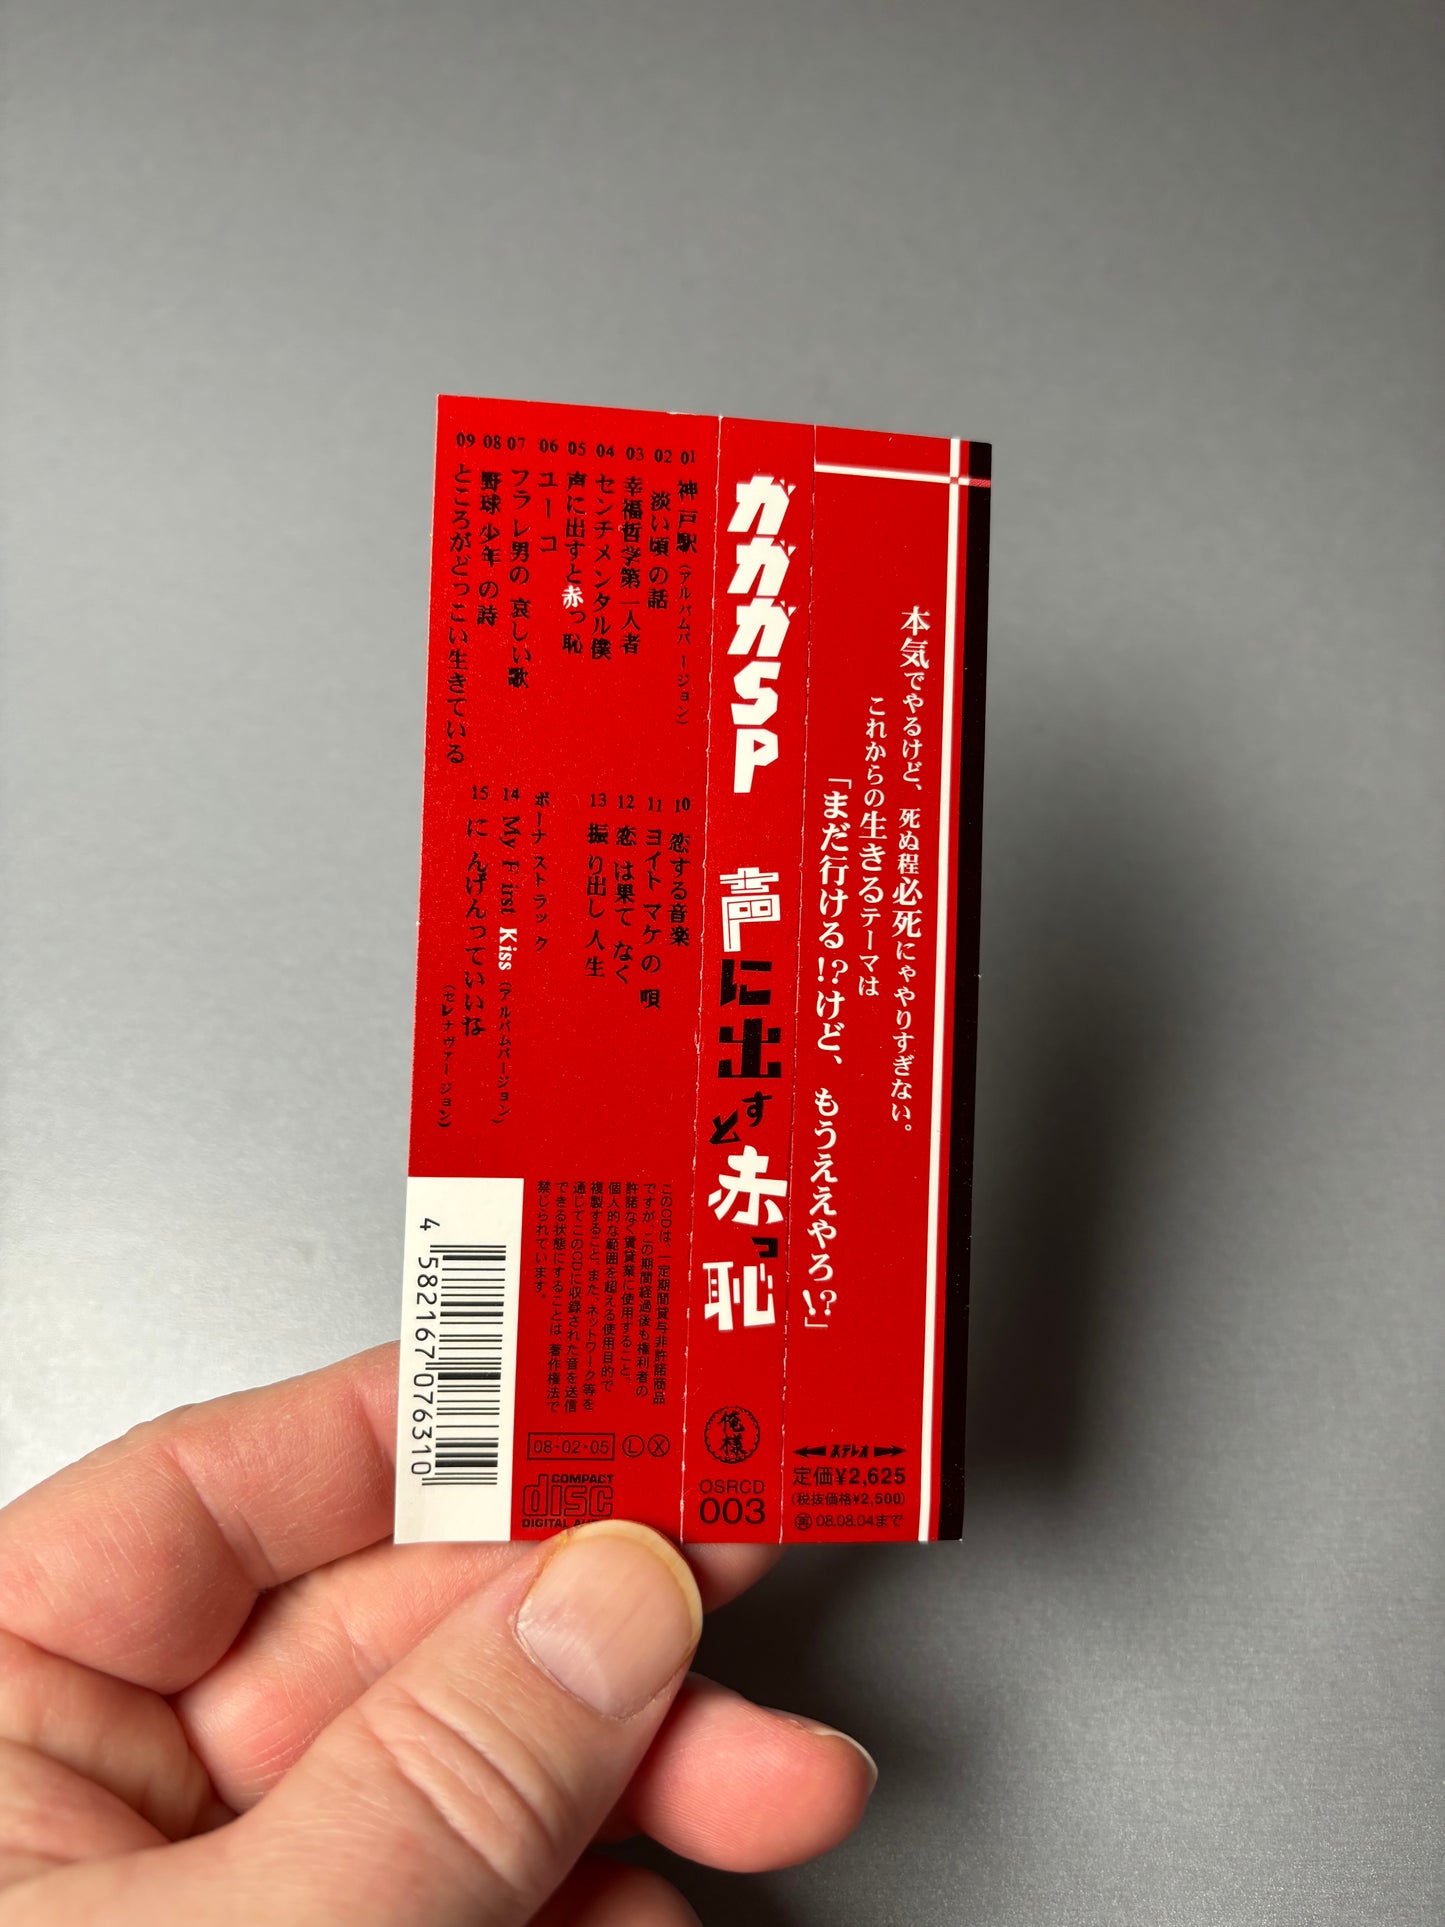 本気でやるけど、死ぬ程必死にゃやりすぎない。
これからの生きるテーマは
「まだ行ける!?けど、もうええやろ!?」
ステレオ
定価¥2,625
(税抜価格¥2,500)
再 08.08.04まで
ガガガSP
声に出すと赤っ恥
俺様
OSRCD
003
01 神戸駅(アルバムバージョン)
02 淡い頃の話
03 幸福哲学第一人者
04 センチメンタル僕
05 声に出すと赤っ恥
06 ユーコ
07 フラレ男の哀しい歌
08 野球少年の詩
09 ところがどっこい生きている
10 恋する音楽
11 ヨイトマケの唄
12 恋は果てなく
13 振り出し人生
ボーナストラック
14 My First Kiss(アルバムバージョン)
15 にんげんっていいな
(セレナヴァージョン)
このCDは、一定期間貸与非許諾商品
ですが、この期間経過後も権利者の
許諾なく賃貸業に使用すること、
個人的な範囲を超える使用目的で
複製すること、また、ネットワーク等を
通じてこのCDに収録された音を送信
できる状態にすることは、著作権法で
禁じられています。
08・02・05 L X
COMPACT
disc
DIGITAL
4 582167 076310